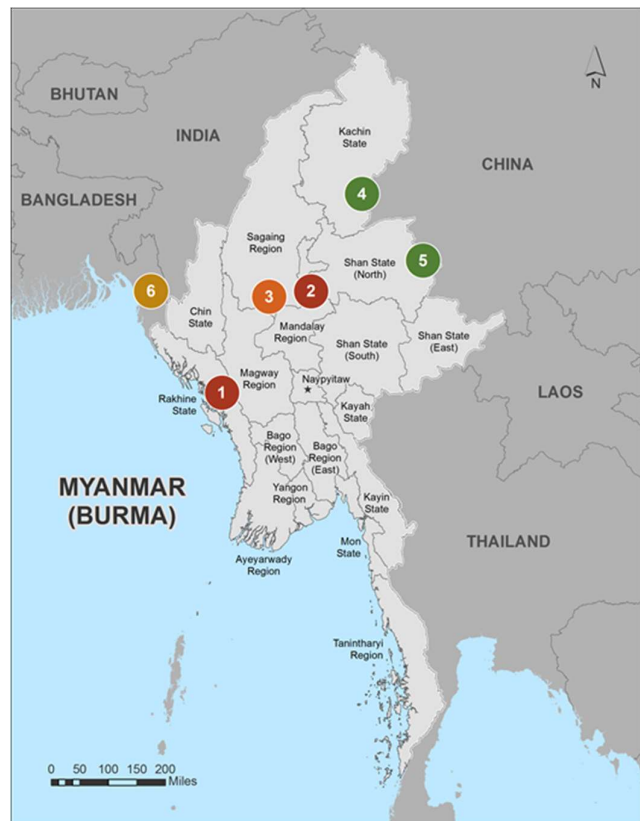 N
BHUTAN
Kachin
State
INDIA
CHINA
4
BANGLADESH
Sagaing
Region
5
Shan State
(North)
6
3
2
Chin
State
Mandalay
Region
Shan State
(South)
Shan State
(East)
Magway
Region
Naypyitaw
1
Rakhine
State
Kayah
State
LAOS
Bago
Region
(West)
Bago
Region
(East)
MYANMAR
(BURMA)
Yangon
Region
Kayin
State
Mon
State
THAILAND
Ayeyarwady
Region
Tanintharyi
Region
0 50 100 150 200
Miles